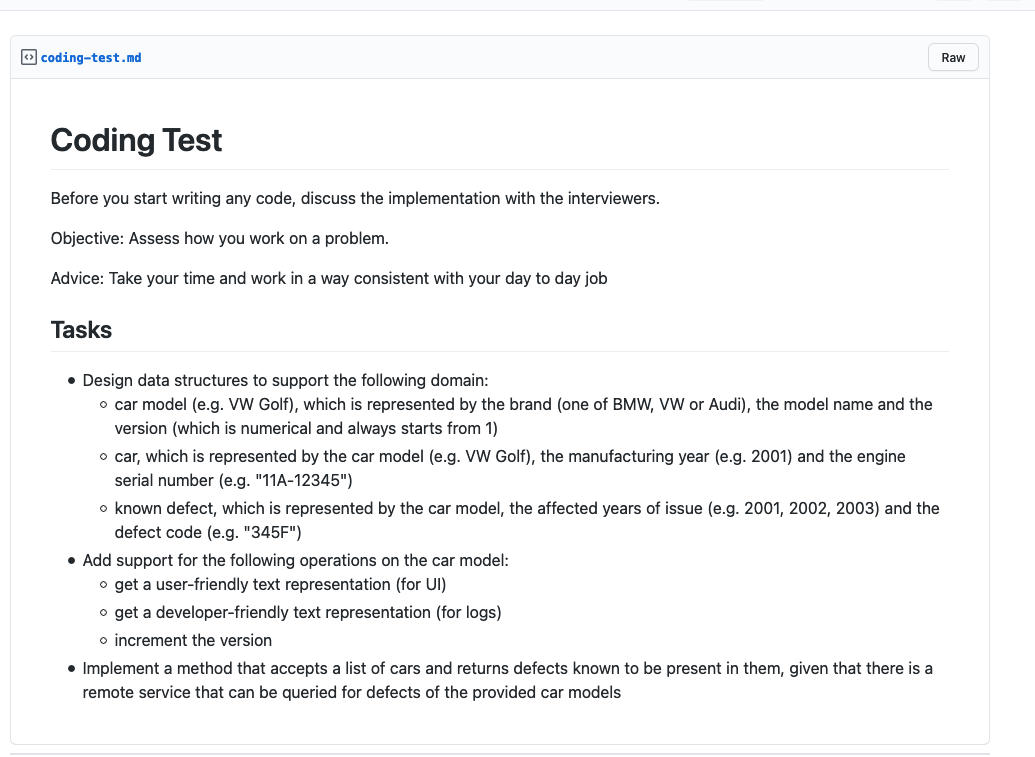 coding-test.md
Raw
Coding Test
Before you start writing any code, discuss the implementation with the interviewers.
Objective: Assess how you work on a problem.
Advice: Take your time and work in a way consistent with your day to day job
Tasks
Design data structures to support the following domain:
car model (e.g. VW Golf), which is represented by the brand (one of BMW, VW or Audi), the model name and the
version (which is numerical and always starts from 1)
car, which is represented by the car model (e.g. VW Golf), the manufacturing year (e.g. 2001) and the engine
serial number (e.g. "11A-12345")
known defect, which is represented by the car model, the affected years of issue (e.g. 2001, 2002, 2003) and the
defect code (e.g. "345F")
Add support for the following operations on the car model:
get a user-friendly text representation (for UI)
get a developer-friendly text representation (for logs)
increment the version
Implement a method that accepts a list of cars and returns defects known to be present in them, given that there is a
remote service that can be queried for defects of the provided car models